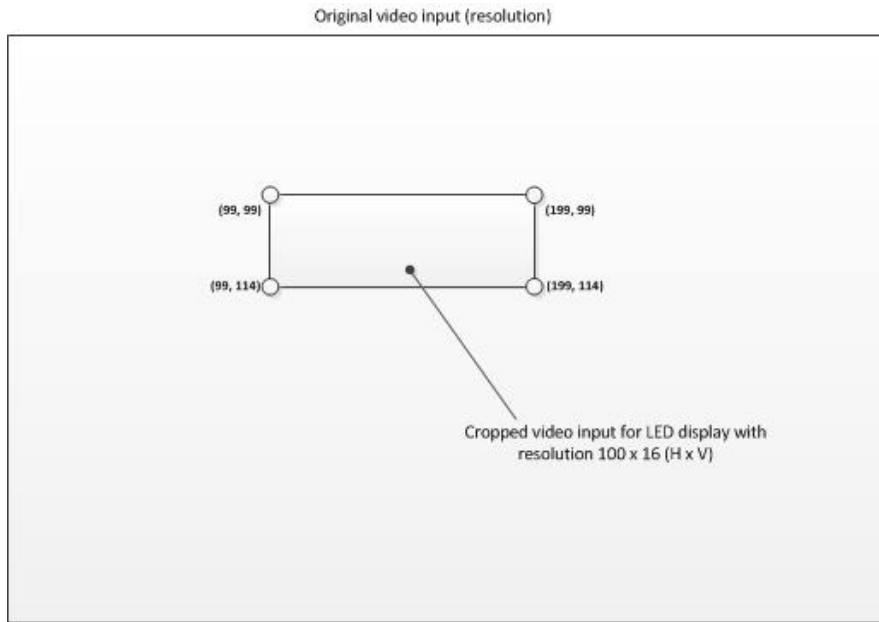 Original video input (resolution)
(99, 99)
(199, 99)
(99, 114)
(199, 114)
Cropped video input for LED display with
resolution 100 x 16 (H x V)